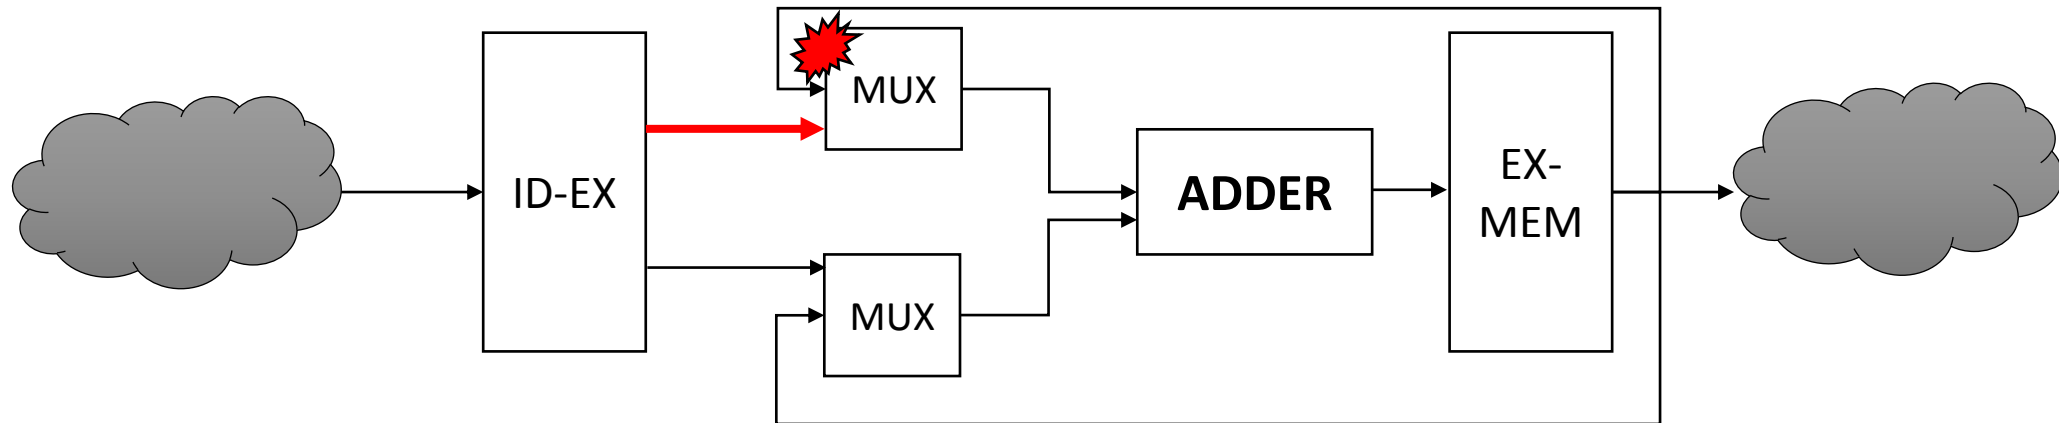 MUX
ID-EX
ADDER
EX-
MEM
MUX